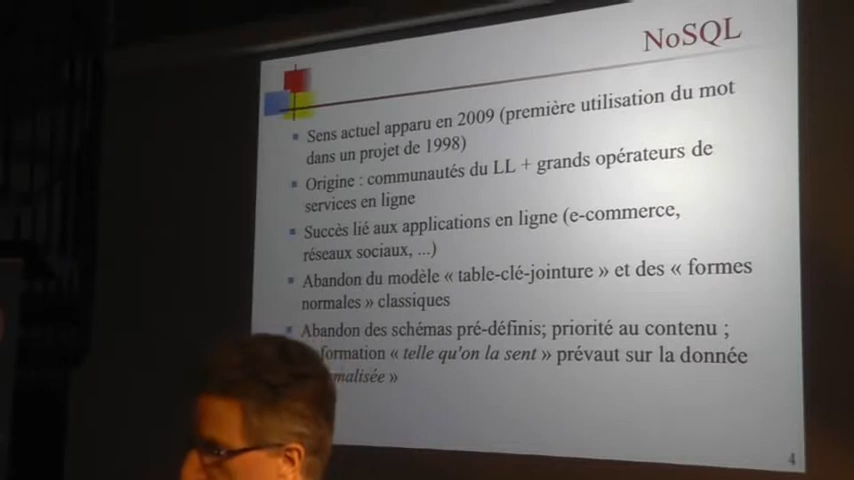 NoSQL
Sens actuel apparu en 2009 (première utilisation du mot
dans un projet de 1998)
Origine : communautés du LL + grands opérateurs de
services en ligne
Succès lié aux applications en ligne (e-commerce,
réseaux sociaux, ...)
Abandon du modèle « table-clé-jointure » et des « formes
normales » classiques
Abandon des schémas pré-définis; priorité au contenu ;
formation « telle qu'on la sent » prévaut sur la donnée
malisée »
4